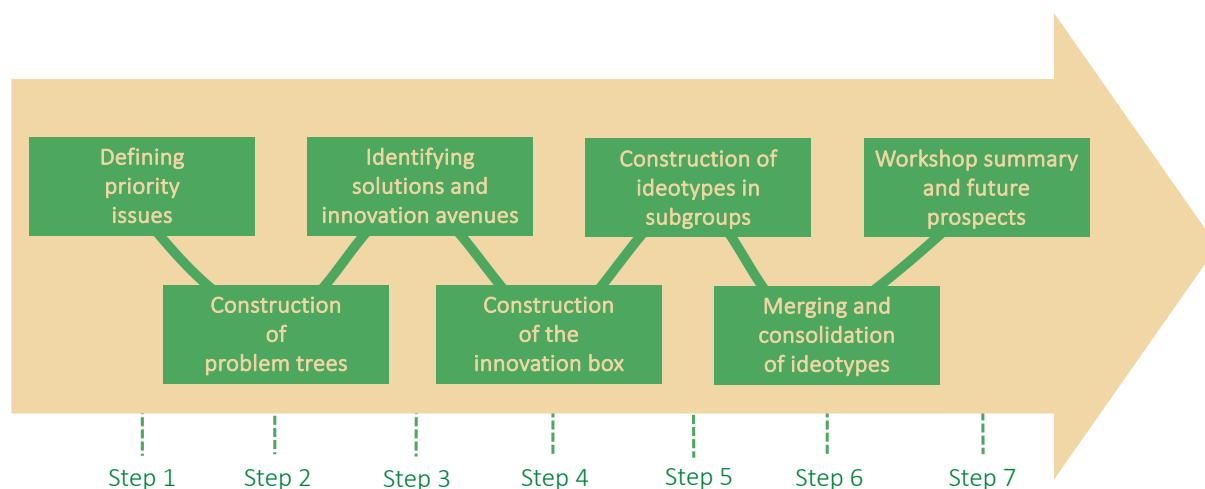 Defining
priority
issues
Construction
of
problem trees
Identifying
solutions and
innovation avenues
Construction
of the
innovation box
Construction of
ideotypes in
subgroups
Merging and
consolidation
of ideotypes
Workshop summary
and future
prospects
Step 1
Step 2
Step 3
Step 4
Step 5
Step 6
Step 7